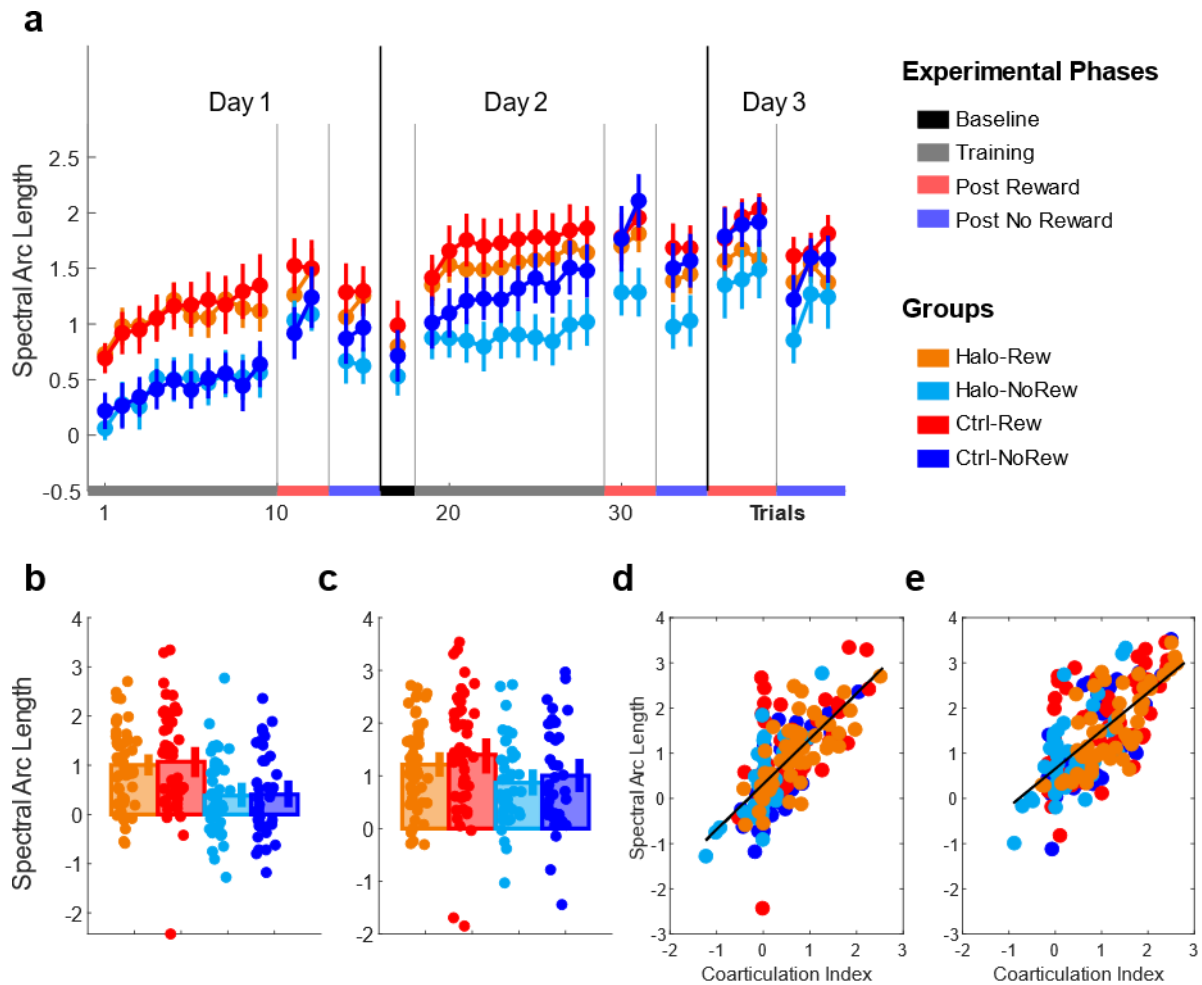 a
Day 1
Day 2
Day 3
Spectral Arc Length
2.5
2
1.5
1
0.5
0
-0.5
1
10
20
30
Trials
Experimental Phases
Baseline
Training
Post Reward
Post No Reward
Groups
Halo-Rew
Halo-NoRew
Ctrl-Rew
Ctrl-NoRew
b
Spectral Arc Length
4
3
2
1
0
-1
-2
c
4
3
2
1
0
-1
-2
d
Spectral Arc Length
4
3
2
1
0
-1
-2
-3
-2
-1
0
1
2
3
Coarticulation Index
e
4
3
2
1
0
-1
-2
-3
-2
-1
0
1
2
3
Coarticulation Index